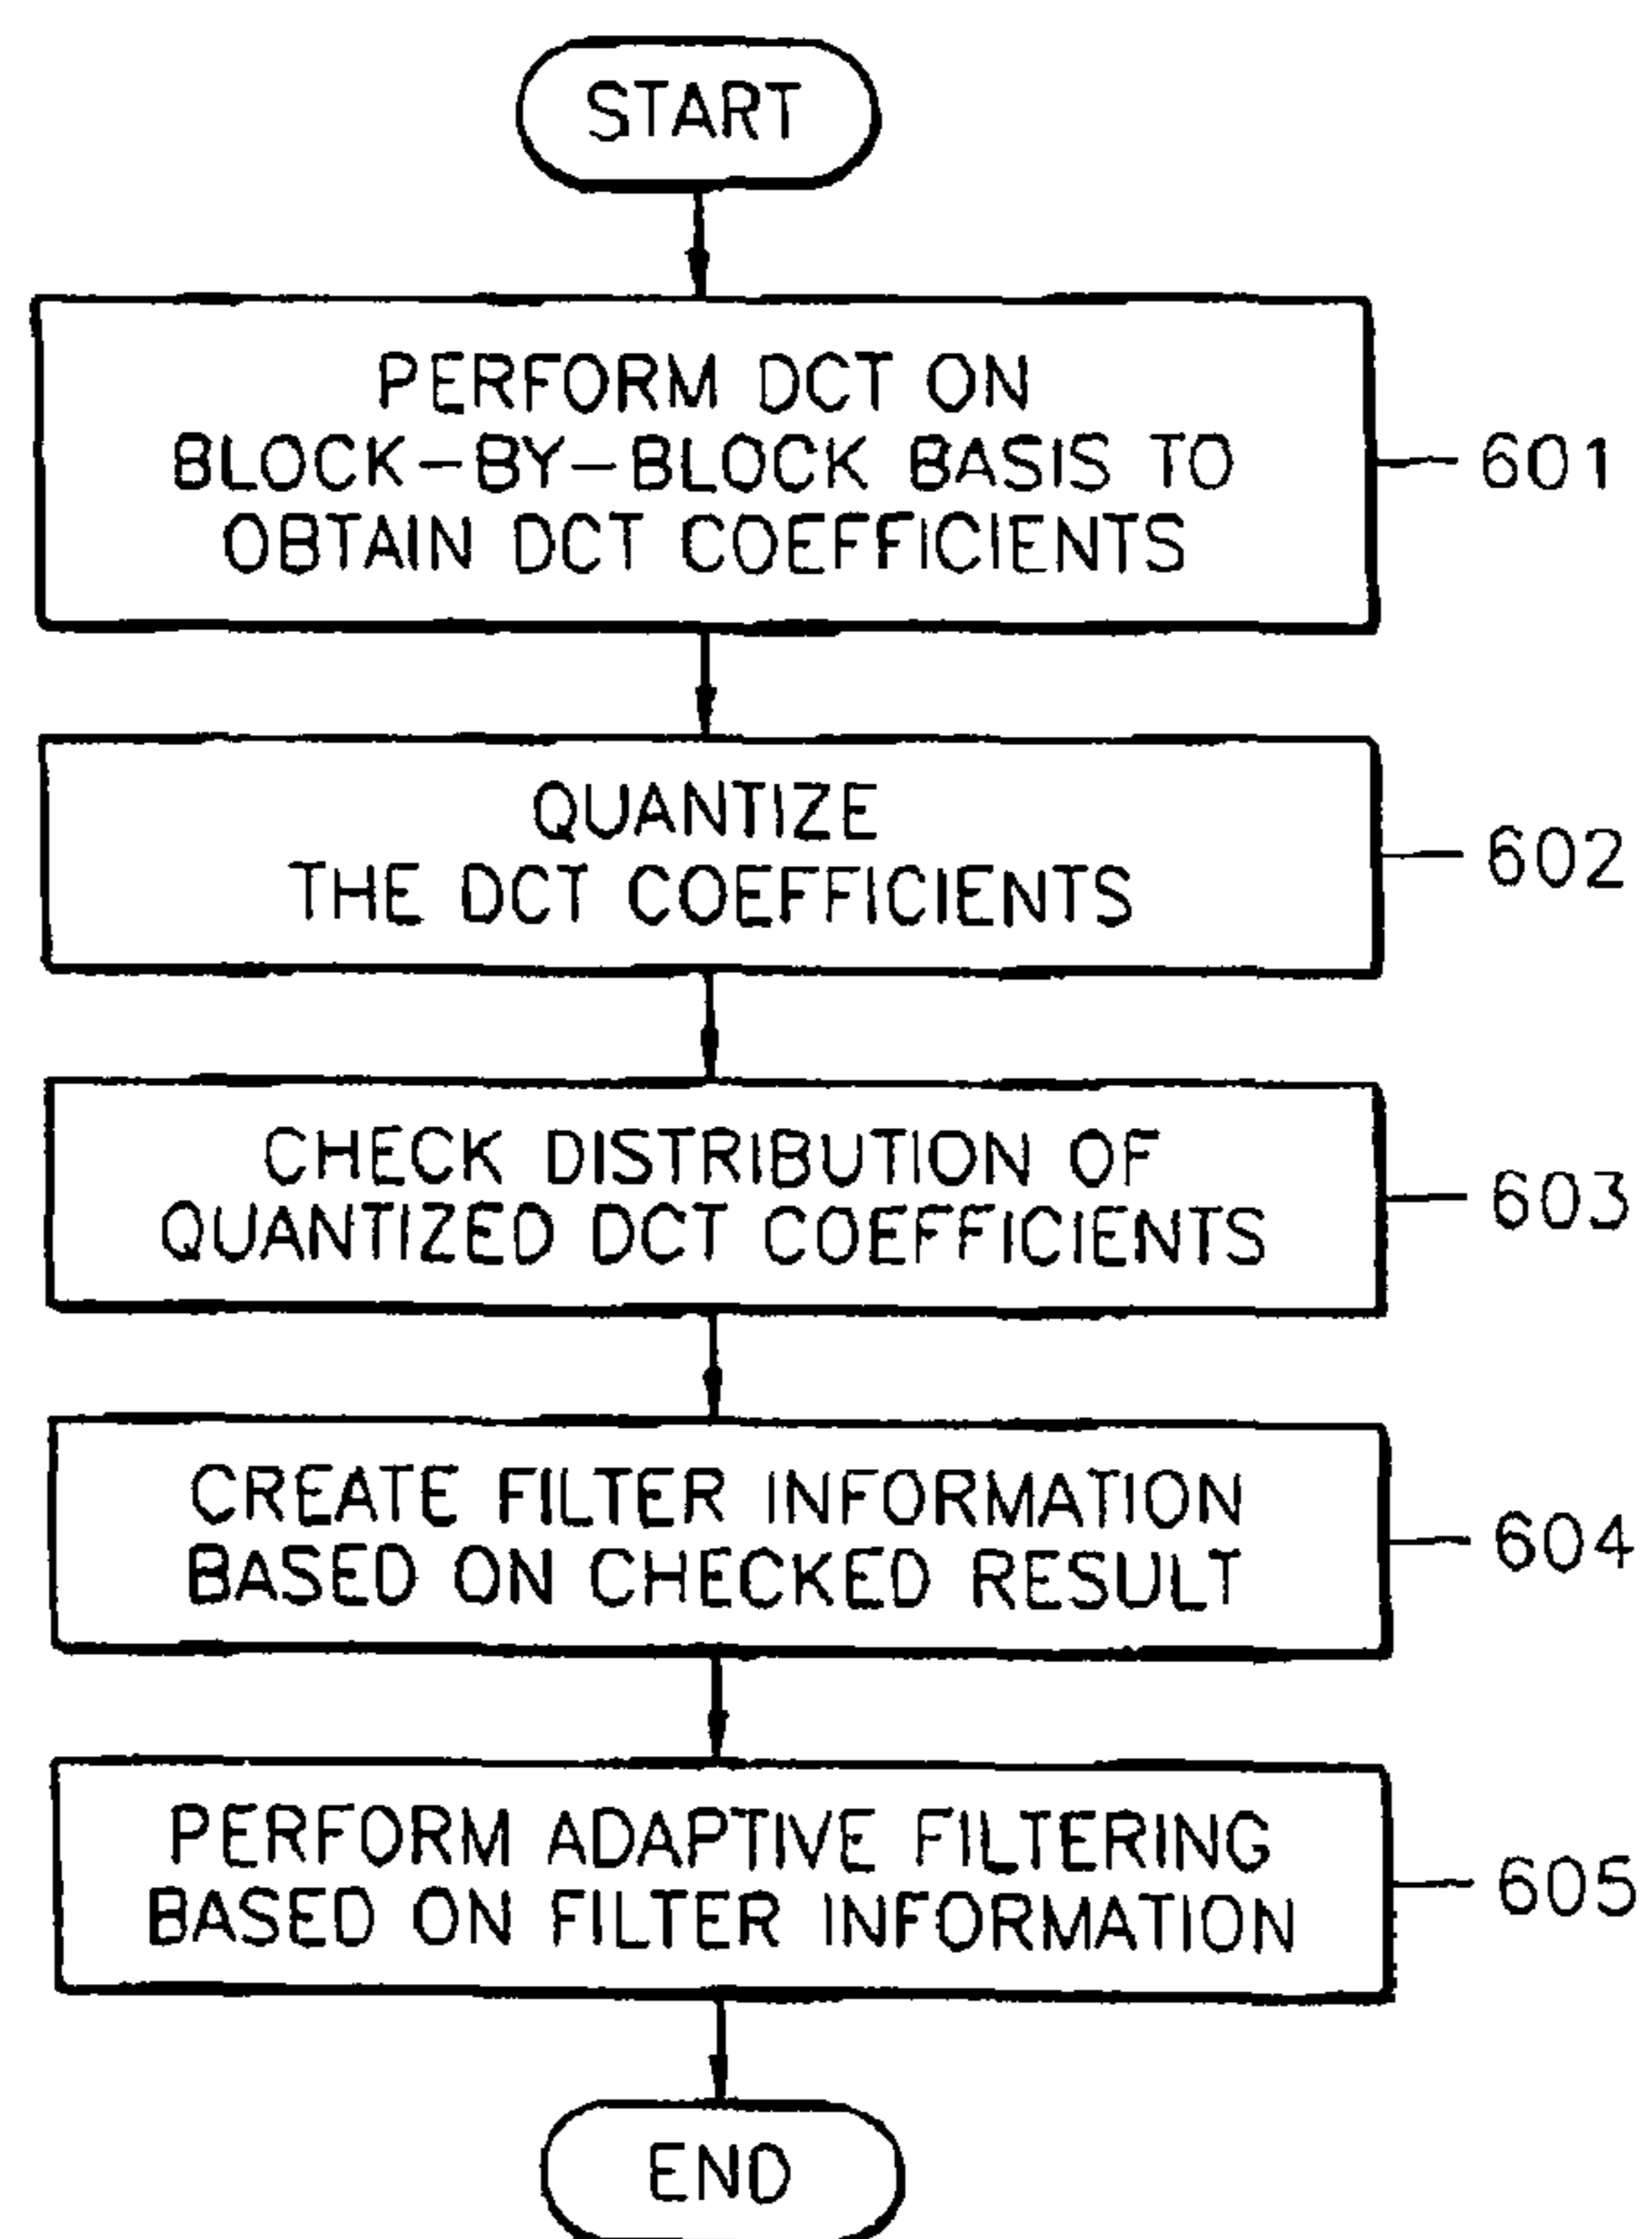 START
PERFORM DCT ON
BLOCK-BY-BLOCK BASIS TO
OBTAIN DCT COEFFICIENTS
601
QUANTIZE
THE DCT COEFFICIENTS
602
CHECK DISTRIBUTION OF
QUANTIZED DCT COEFFICIENTS
603
CREATE FILTER INFORMATION
BASED ON CHECKED RESULT
604
PERFORM ADAPTIVE FILTERING
BASED ON FILTER INFORMATION
605
END